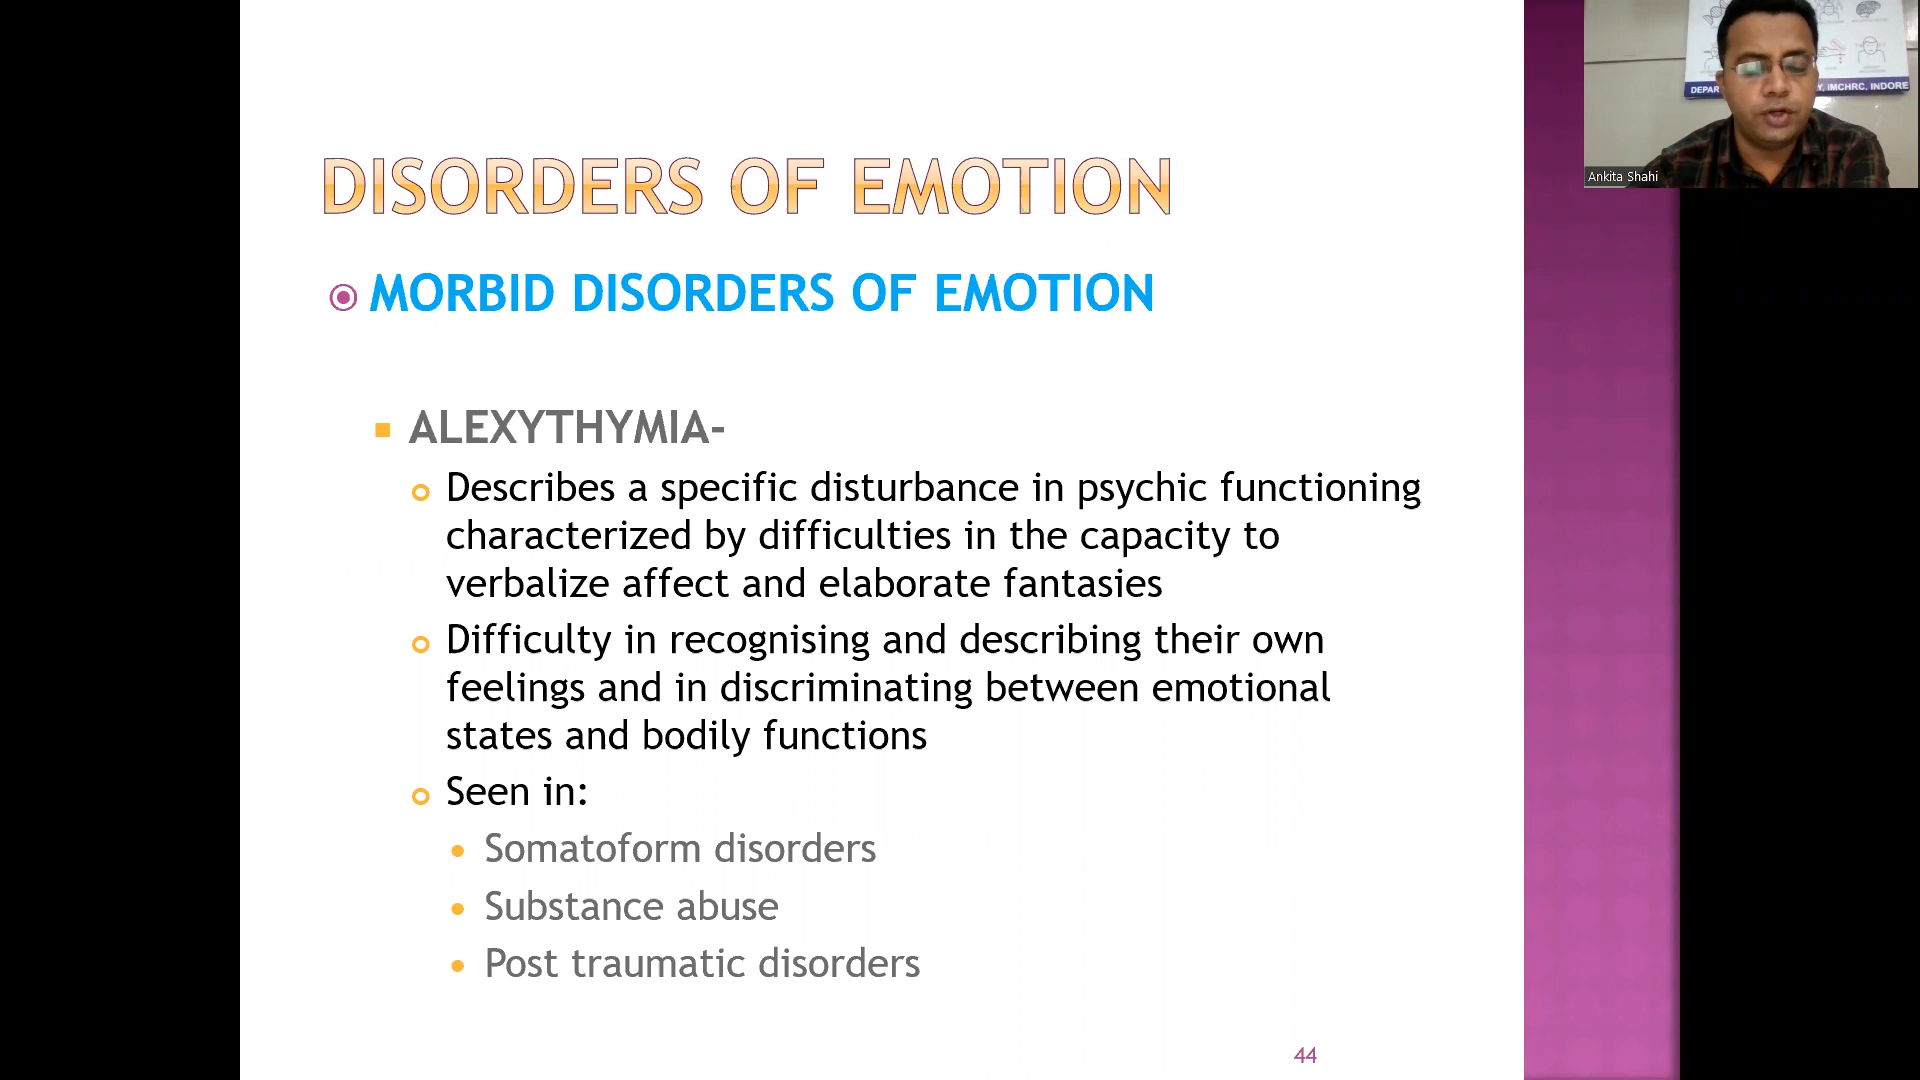 DISORDERS OF EMOTION
MORBID DISORDERS OF EMOTION
ALEXYTHYMIA-
Describes a specific disturbance in psychic functioning
characterized by difficulties in the capacity to
verbalize affect and elaborate fantasies
Difficulty in recognising and describing their own
feelings and in discriminating between emotional
states and bodily functions
Seen in:
Somatoform disorders
Substance abuse
Post traumatic disorders
44
IMCHRC, INDORE
Ankita Shahi